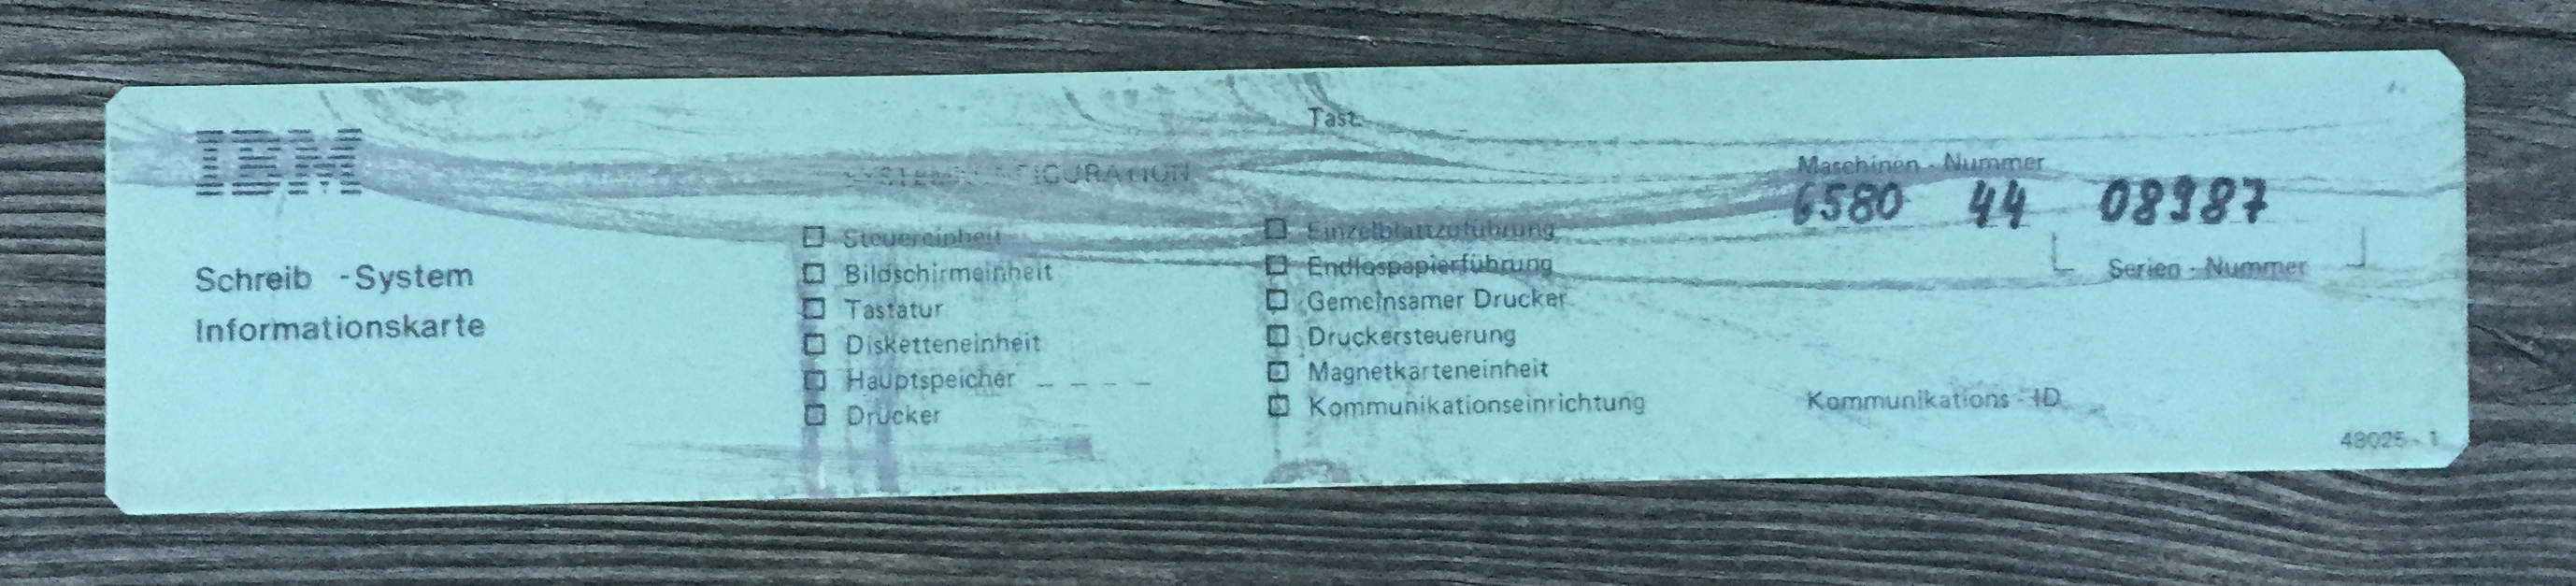 IBM
Schreib -System
Informationskarte
☐ Steuereinheit
☐ Bildschirmeinheit
☐ Tastatur
☐ Disketteneinheit
☐ Hauptspeicher _ _ _ _
☐ Drucker
Tast.
☐ Einzelblattzuführung
☐ Endlospapierführung
☐ Gemeinsamer Drucker
☐ Druckersteuerung
☐ Magnetkarteneinheit
☐ Kommunikationseinrichtung
Maschinen - Nummer
6580 44 08987
Serien - Nummer
Kommunikations - ID
48025 - 1